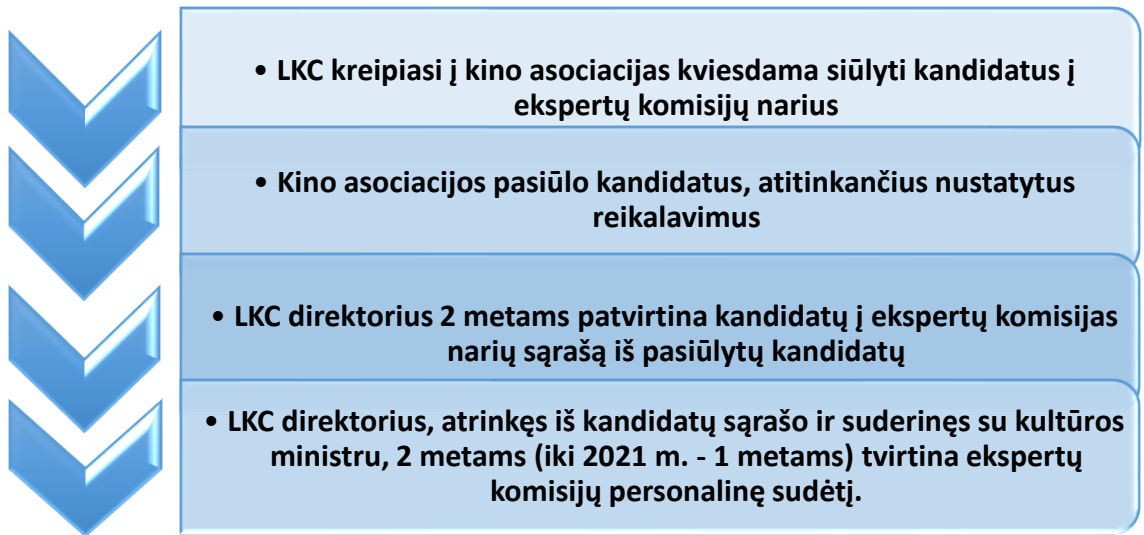 • LKC kreipiasi į kino asociacijas kviesdama siūlyti kandidatus į
ekspertų komisijų narius
• Kino asociacijos pasiūlo kandidatus, atitinkančius nustatytus
reikalavimus
• LKC direktorius 2 metams patvirtina kandidatų į ekspertų komisijas
narių sąrašą iš pasiūlytų kandidatų
• LKC direktorius, atrinkęs iš kandidatų sąrašo ir suderinęs su kultūros
ministru, 2 metams (iki 2021 m. - 1 metams) tvirtina ekspertų
komisijų personalinę sudėtį.